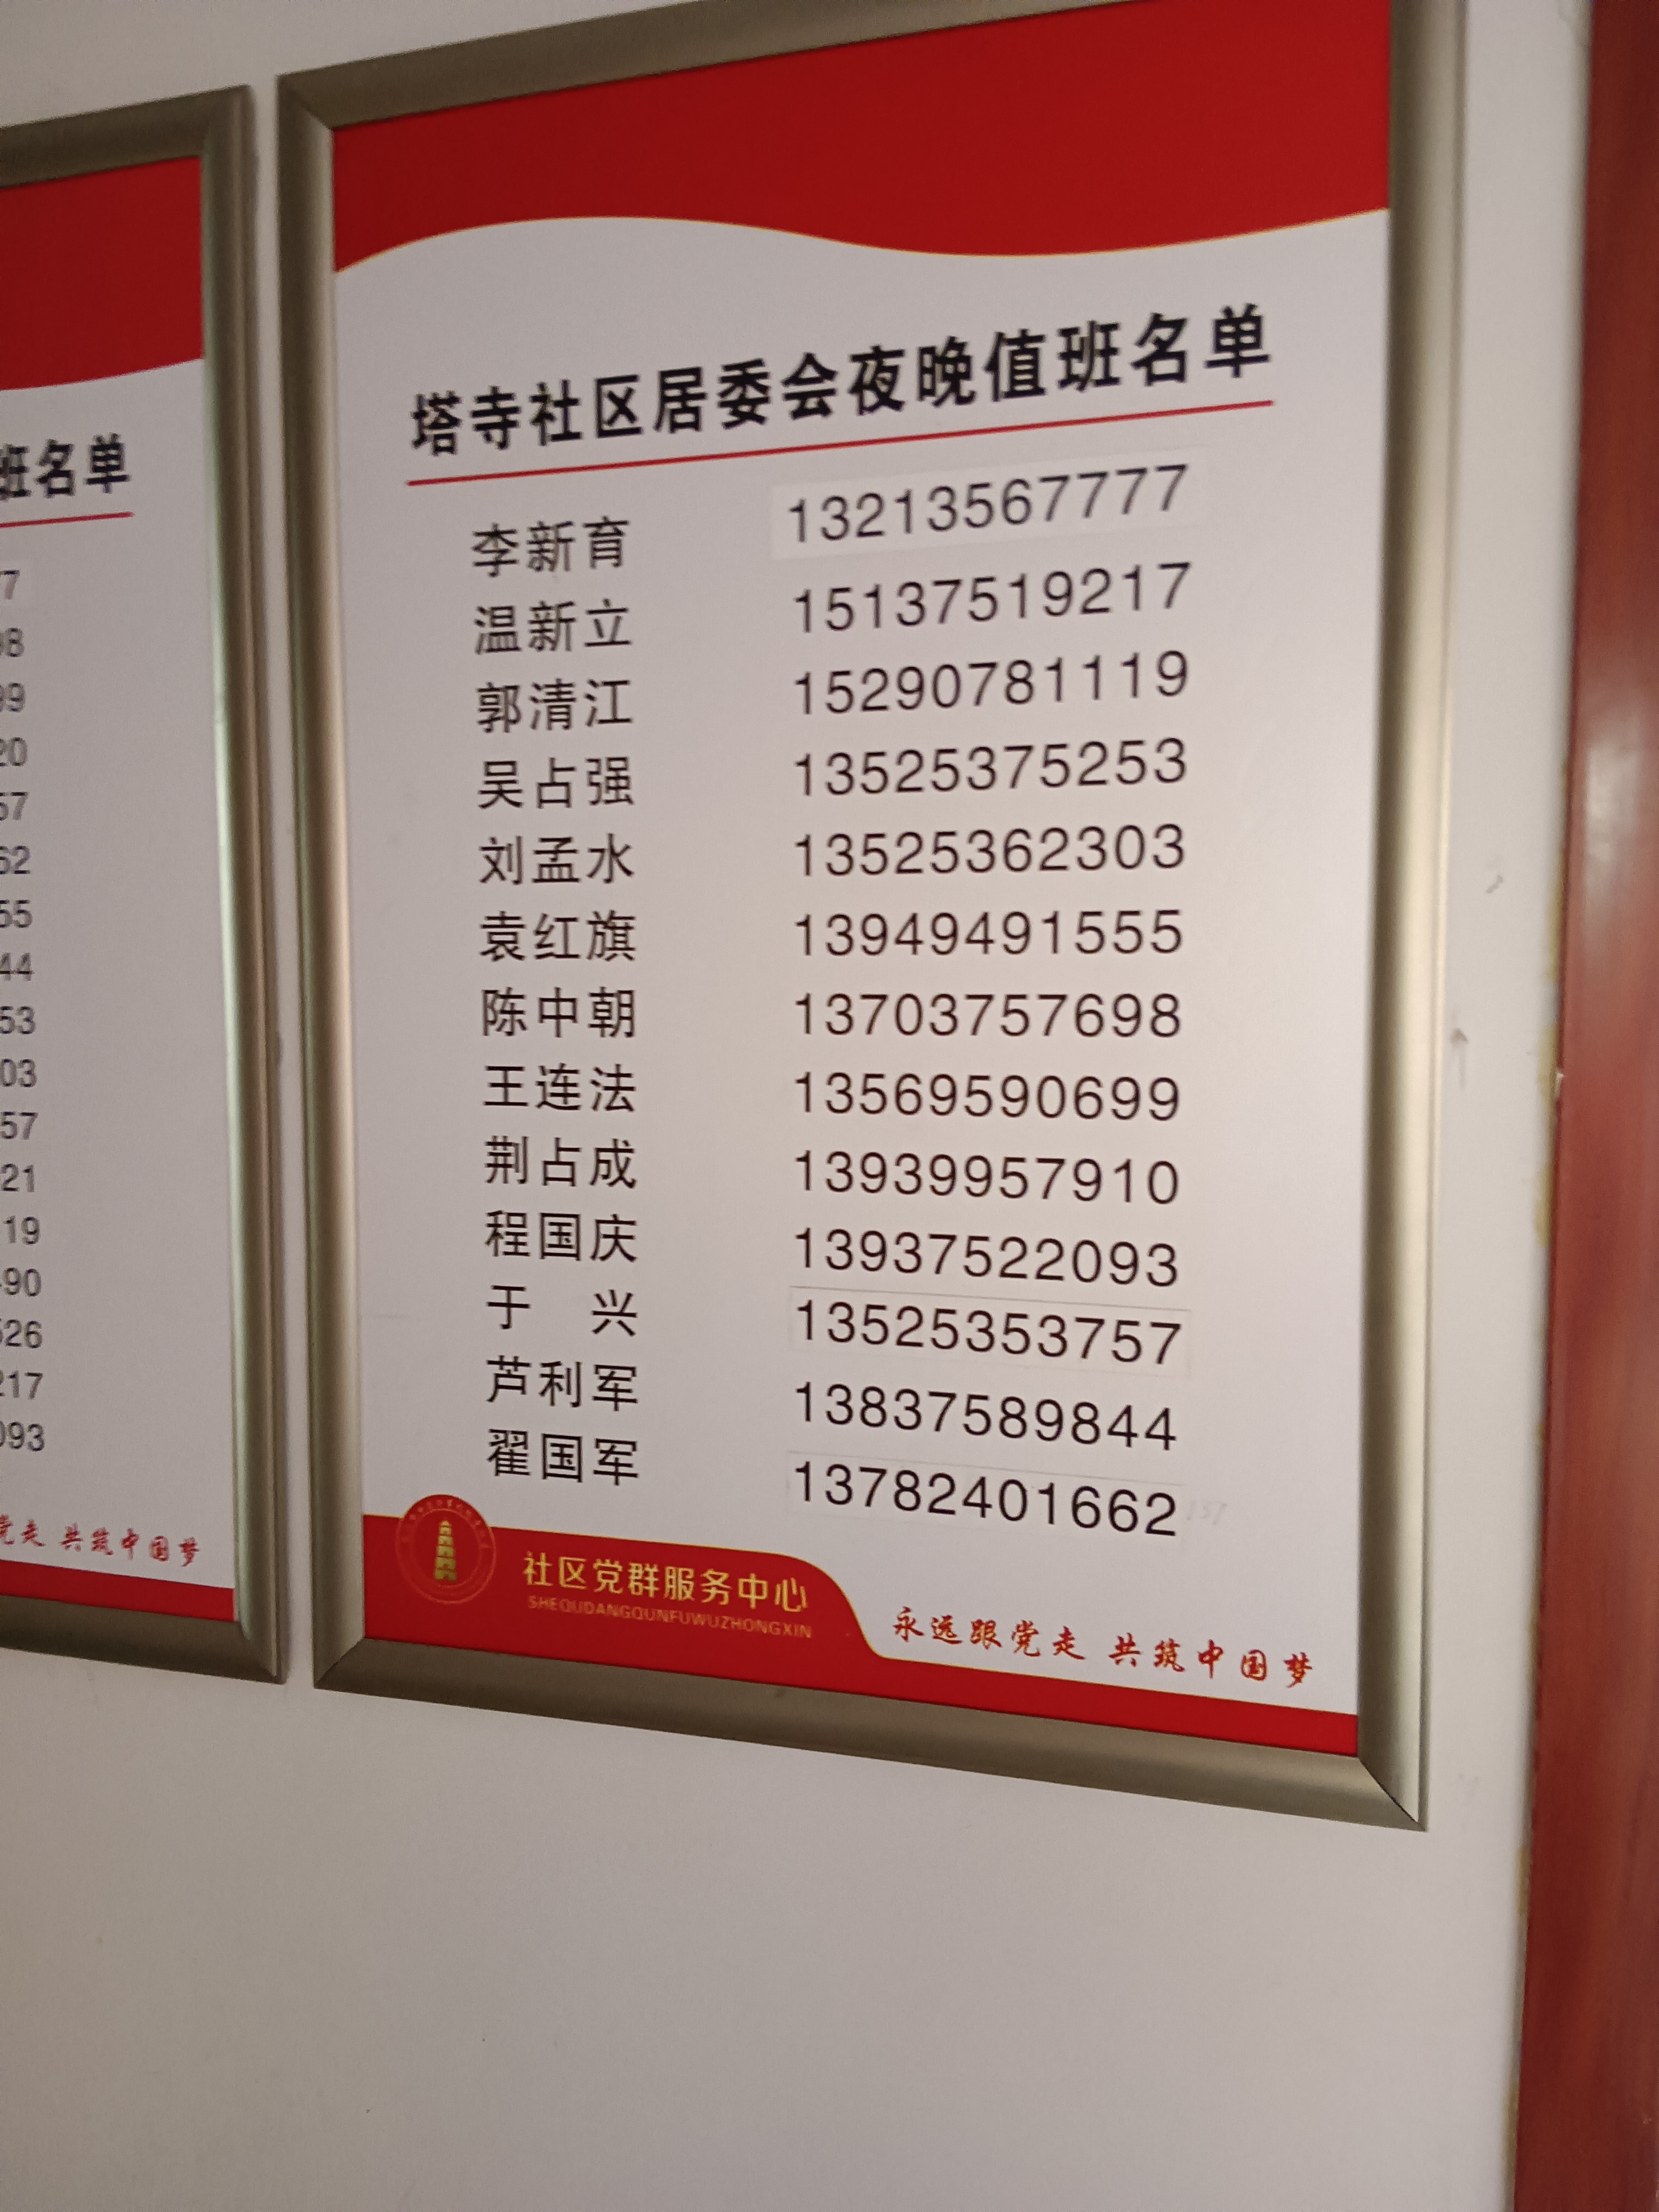 塔寺社区居委会夜晚值班名单
李新育 13213567777
温新立 15137519217
郭清江 15290781119
吴占强 13525375253
刘孟水 13525362303
袁红旗 13949491555
陈中朝 13703757698
王连法 13569590699
荆占成 13939957910
程国庆 13937522093
于 兴 13525353757
芦利军 13837589844
翟国军 13782401662
社区党群服务中心
SHEQUDANGQUNFUWUZHONGXIN
永远跟党走 共筑中国梦
班名单
7
98
99
20
57
62
55
44
53
03
57
21
19
90
526
217
093
党走 共筑中国梦